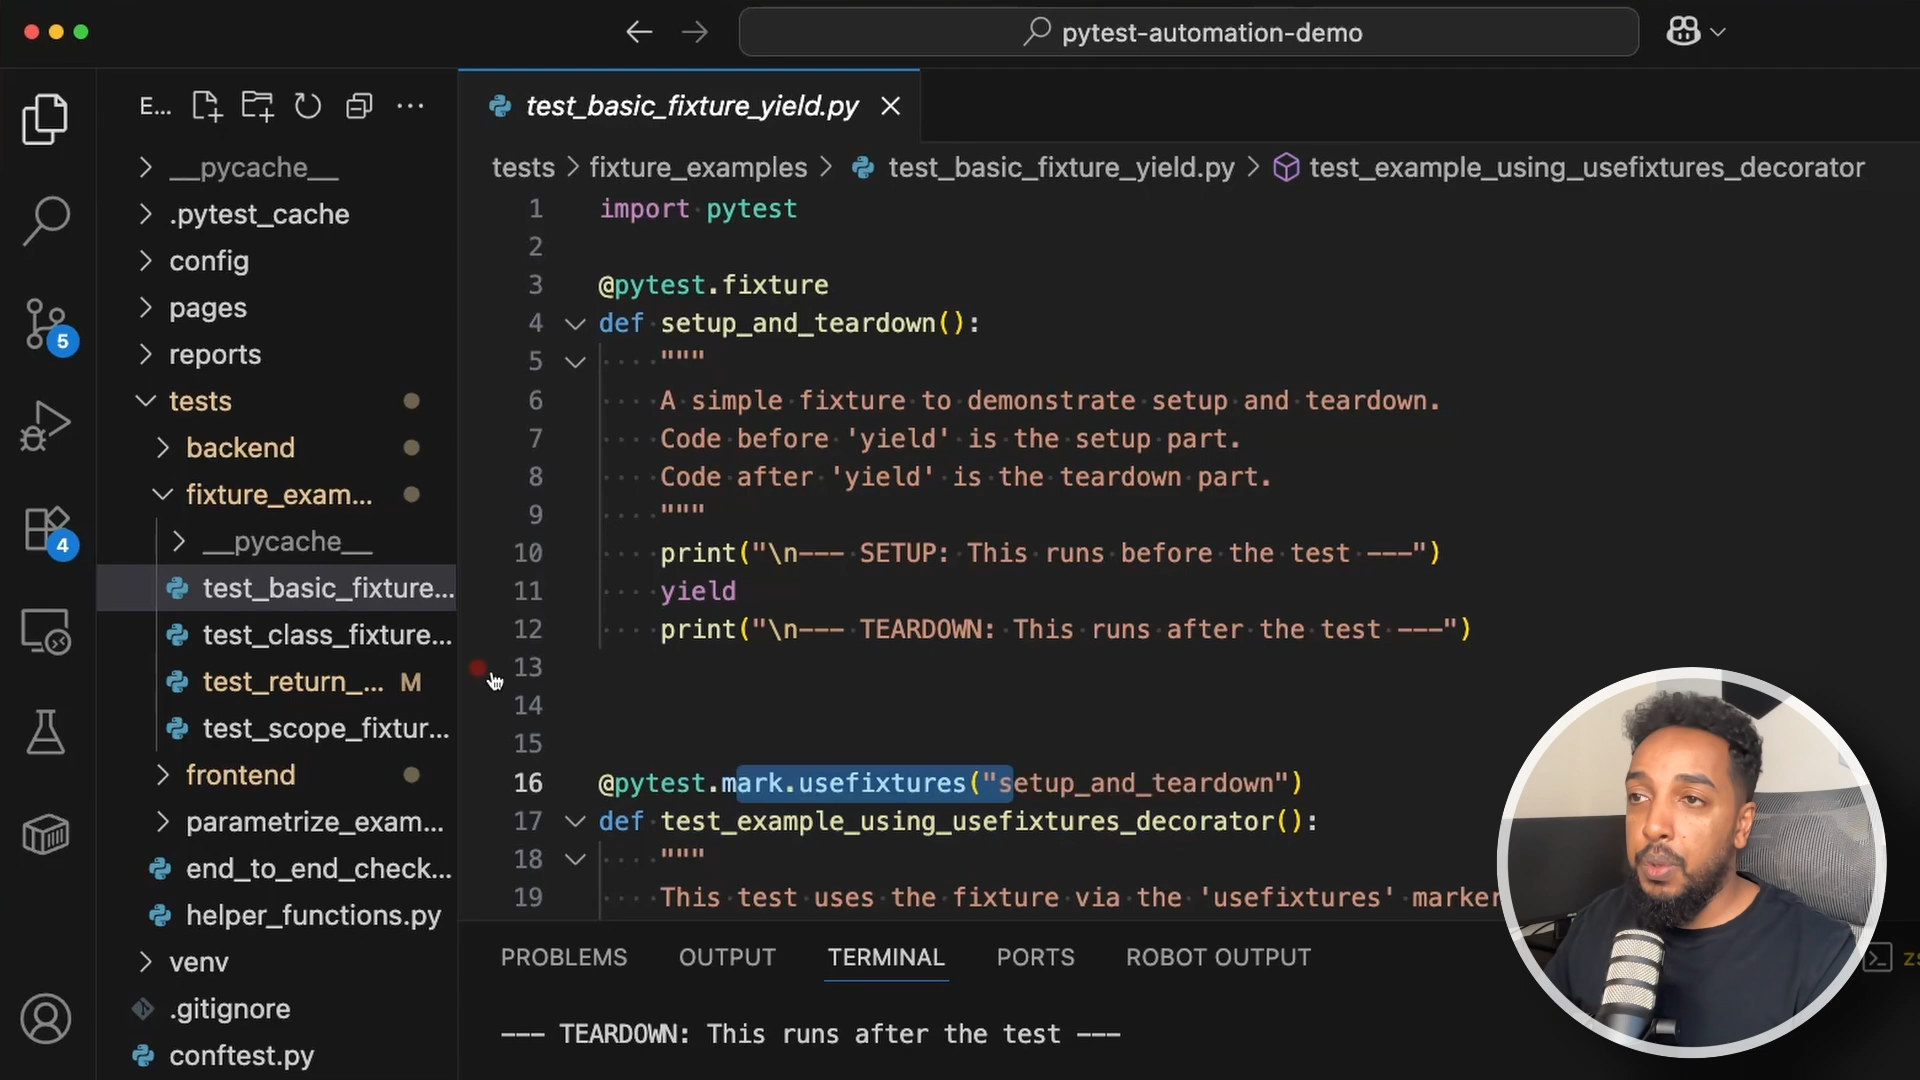 pytest-automation-demo
E...
test_basic_fixture_yield.py
tests > fixture_examples > test_basic_fixture_yield.py > test_example_using_usefixtures_decorator
__pycache__
.pytest_cache
config
pages
reports
tests
backend
fixture_exam...
__pycache__
test_basic_fixture...
test_class_fixture...
test_return_... M
test_scope_fixtur...
frontend
parametrize_exam...
end_to_end_check...
helper_functions.py
venv
.gitignore
conftest.py
5
4
1 import pytest
2
3 @pytest.fixture
4 def setup_and_teardown():
5 """
6 A simple fixture to demonstrate setup and teardown.
7 Code before 'yield' is the setup part.
8 Code after 'yield' is the teardown part.
9 """
10 print("\n--- SETUP: This runs before the test ---")
11 yield
12 print("\n--- TEARDOWN: This runs after the test ---")
13
14
15
16 @pytest.mark.usefixtures("setup_and_teardown")
17 def test_example_using_usefixtures_decorator():
18 """
19 This test uses the fixture via the 'usefixtures' marker
PROBLEMS OUTPUT TERMINAL PORTS ROBOT OUTPUT
--- TEARDOWN: This runs after the test ---